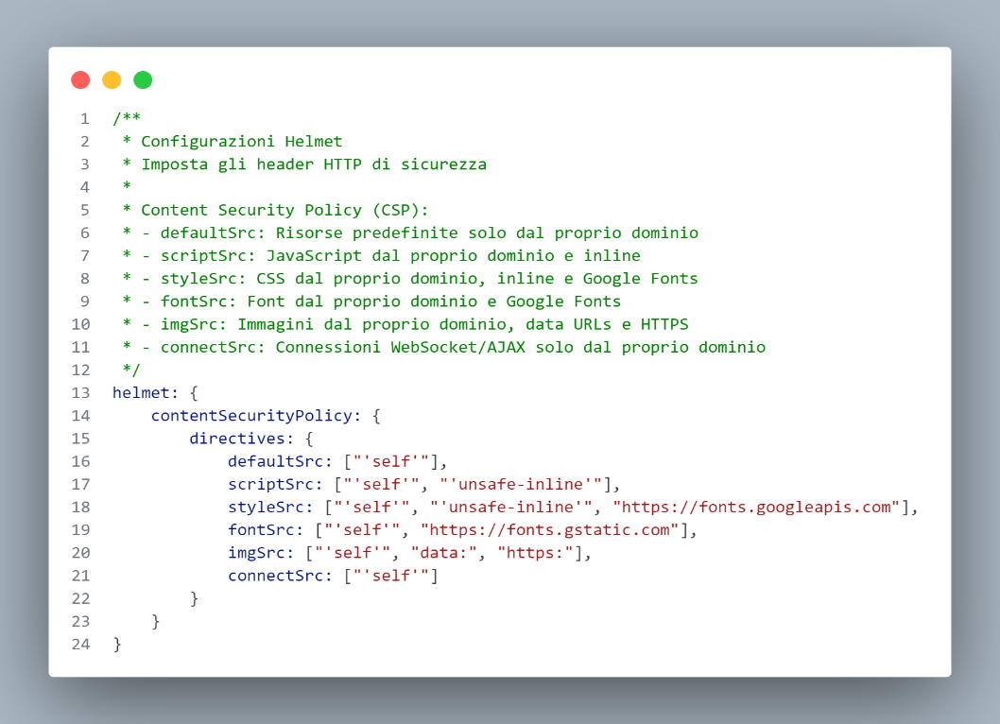 1 /**
2  * Configurazioni Helmet
3  * Imposta gli header HTTP di sicurezza
4  *
5  * Content Security Policy (CSP):
6  * - defaultSrc: Risorse predefinite solo dal proprio dominio
7  * - scriptSrc: JavaScript dal proprio dominio e inline
8  * - styleSrc: CSS dal proprio dominio, inline e Google Fonts
9  * - fontSrc: Font dal proprio dominio e Google Fonts
10  * - imgSrc: Immagini dal proprio dominio, data URLs e HTTPS
11  * - connectSrc: Connessioni WebSocket/AJAX solo dal proprio dominio
12  */
13 helmet: {
14     contentSecurityPolicy: {
15         directives: {
16             defaultSrc: ["'self'"],
17             scriptSrc: ["'self'", "'unsafe-inline'"],
18             styleSrc: ["'self'", "'unsafe-inline'", "https://fonts.googleapis.com"],
19             fontSrc: ["'self'", "https://fonts.gstatic.com"],
20             imgSrc: ["'self'", "data:", "https:"],
21             connectSrc: ["'self'"]
22         }
23     }
24 }